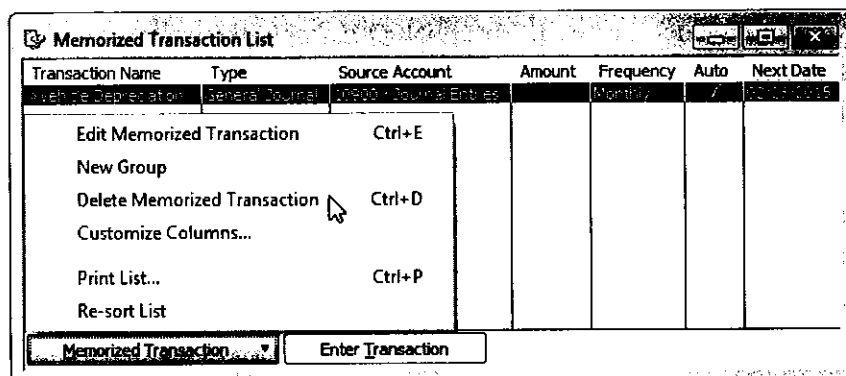 Memorized Transaction List
Transaction Name Type Source Account Amount Frequency Auto Next Date
Vehicle Depreciation General Journal Journal Entries Monthly
Edit Memorized Transaction Ctrl+E
New Group
Delete Memorized Transaction Ctrl+D
Customize Columns...
Print List... Ctrl+P
Re-sort List
Memorized Transaction Enter Transaction